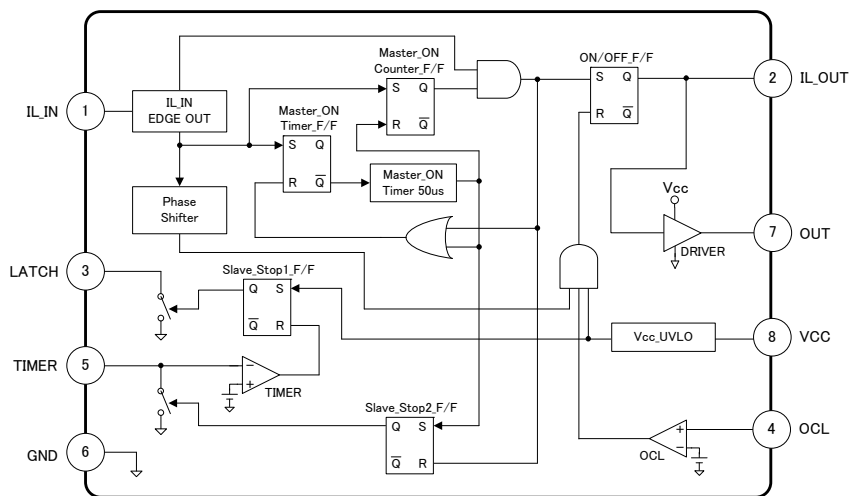 Master_ON
Counter_F/F
S Q
R Q
ON/OFF_F/F
S Q
R Q
2 IL_OUT
IL_IN 1
IL_IN
EDGE OUT
Master_ON
Timer_F/F
S Q
R Q
Master_ON
Timer 50us
Phase
Shifter
Vcc
DRIVER
7 OUT
LATCH 3
Slave_Stop1_F/F
Q S
Q R
Vcc_UVLO
8 VCC
TIMER 5
−
+
TIMER
Slave_Stop2_F/F
Q S
Q R
+
−
OCL
4 OCL
GND 6